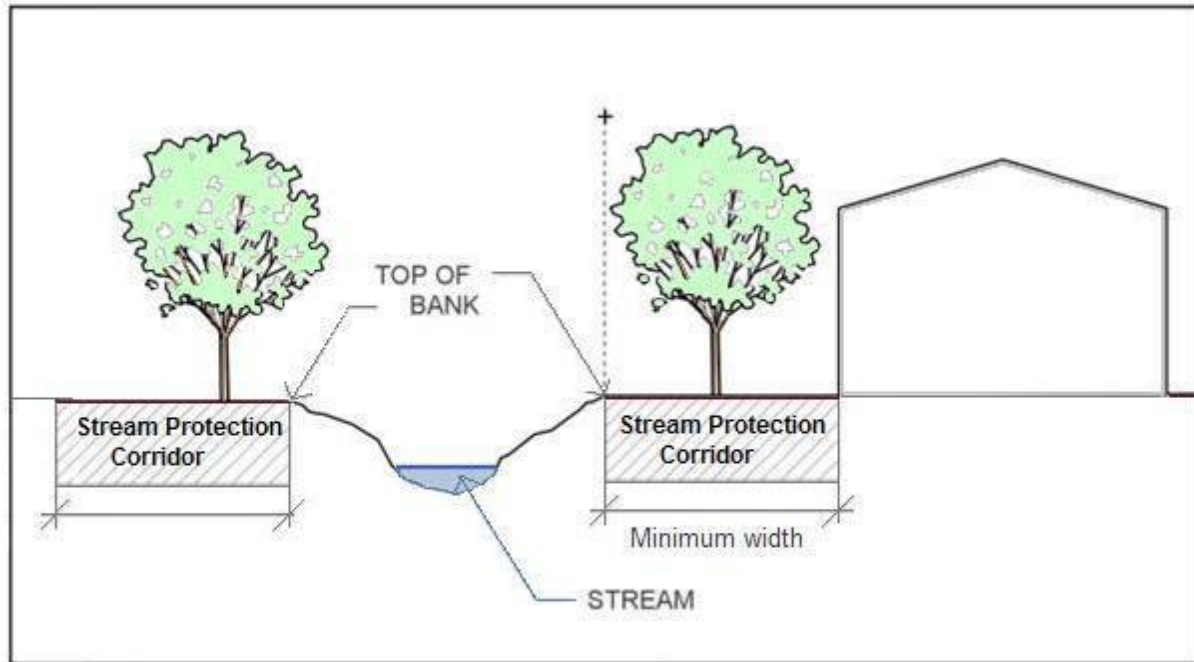 TOP OF
BANK
Stream Protection
Corridor
Stream Protection
Corridor
Minimum width
STREAM